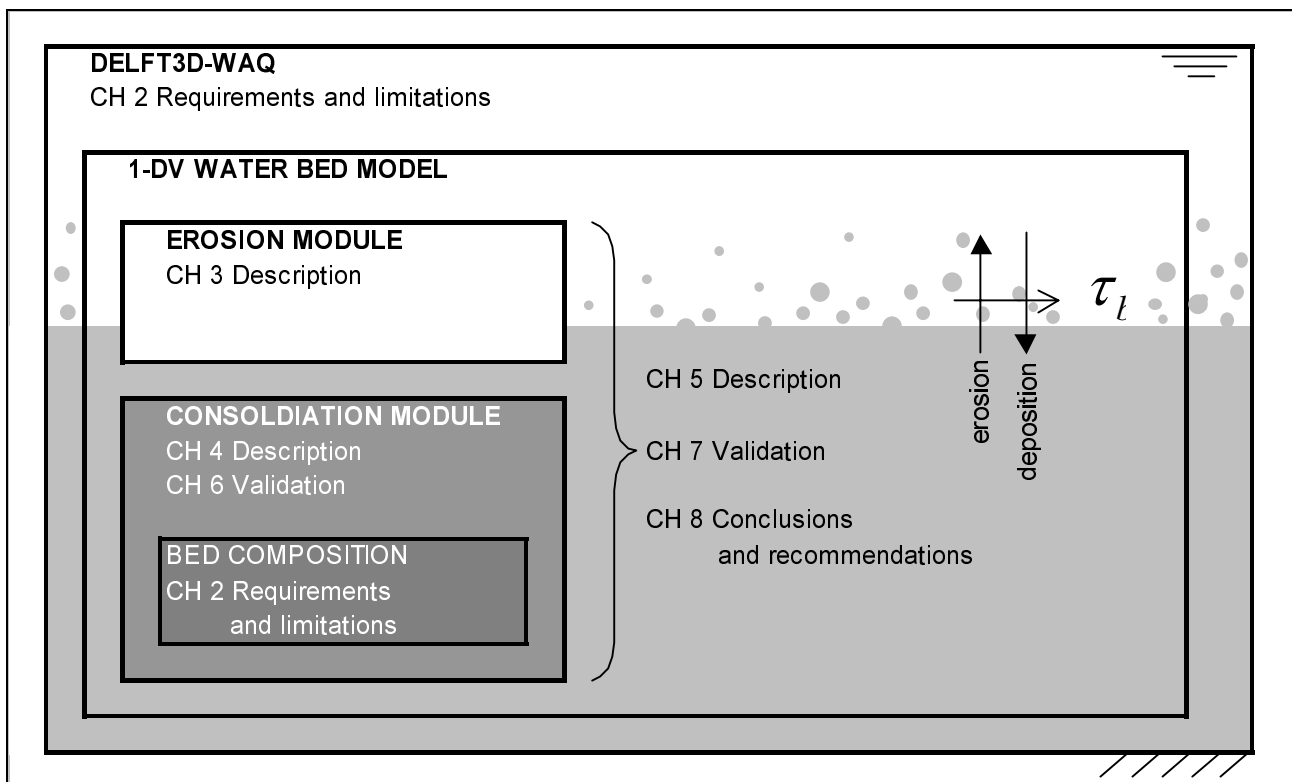 DELFT3D-WAQ
CH 2 Requirements and limitations
1-DV WATER BED MODEL
EROSION MODULE
CH 3 Description
CONSOLDIATION MODULE
CH 4 Description
CH 6 Validation
BED COMPOSITION
CH 2 Requirements
and limitations
CH 5 Description
CH 7 Validation
CH 8 Conclusions
and recommendations
erosion
deposition
τ_b